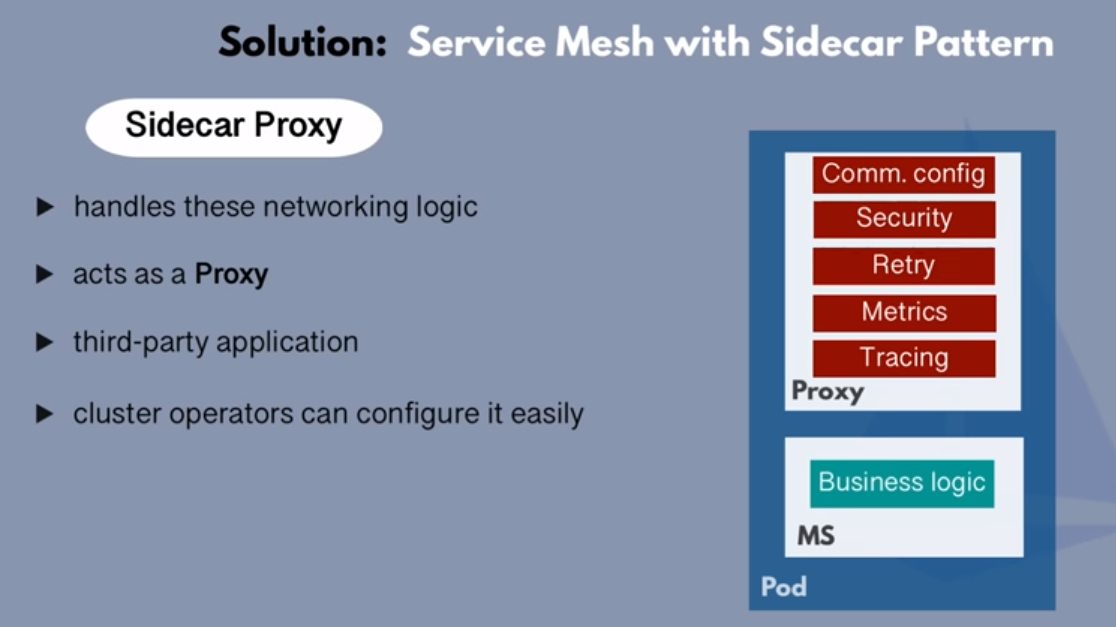 Solution: Service Mesh with Sidecar Pattern
Sidecar Proxy
handles these networking logic
acts as a Proxy
third-party application
cluster operators can configure it easily
Comm. config
Security
Retry
Metrics
Tracing
Proxy
Business logic
MS
Pod